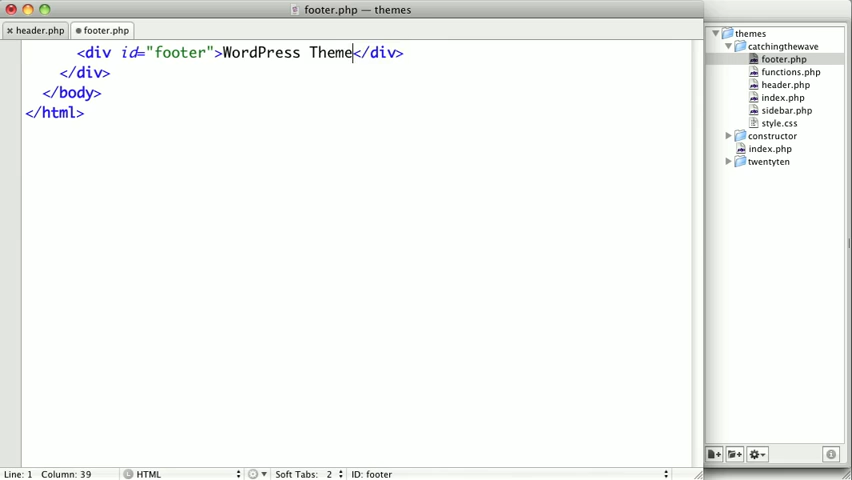 footer.php — themes
header.php
footer.php
<div id="footer">WordPress Theme</div>
</div>
</body>
</html>
themes
catchingthewave
footer.php
functions.php
header.php
index.php
sidebar.php
style.css
constructor
index.php
twentyten
Line: 1 Column: 39 HTML Soft Tabs: 2 ID: footer